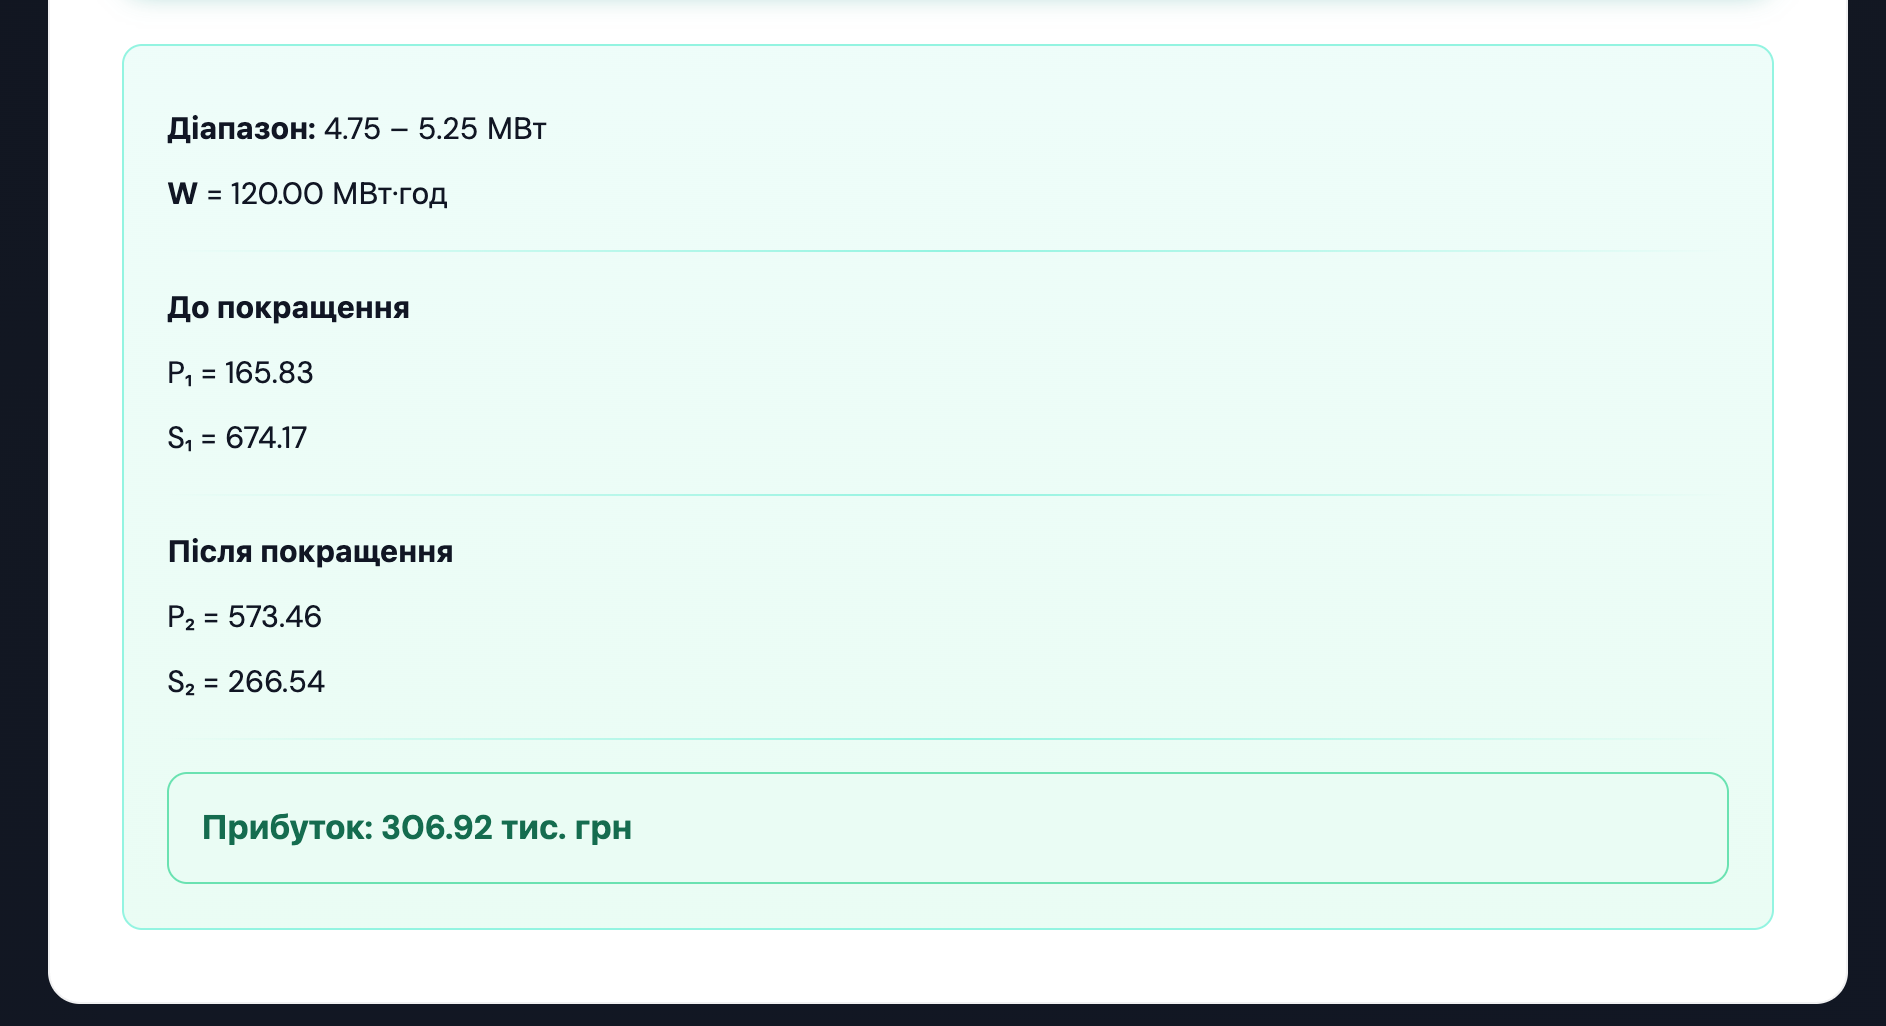 Діапазон: 4.75 – 5.25 МВт
W = 120.00 МВт·год
До покращення
P₁ = 165.83
S₁ = 674.17
Після покращення
P₂ = 573.46
S₂ = 266.54
Прибуток: 306.92 тис. грн